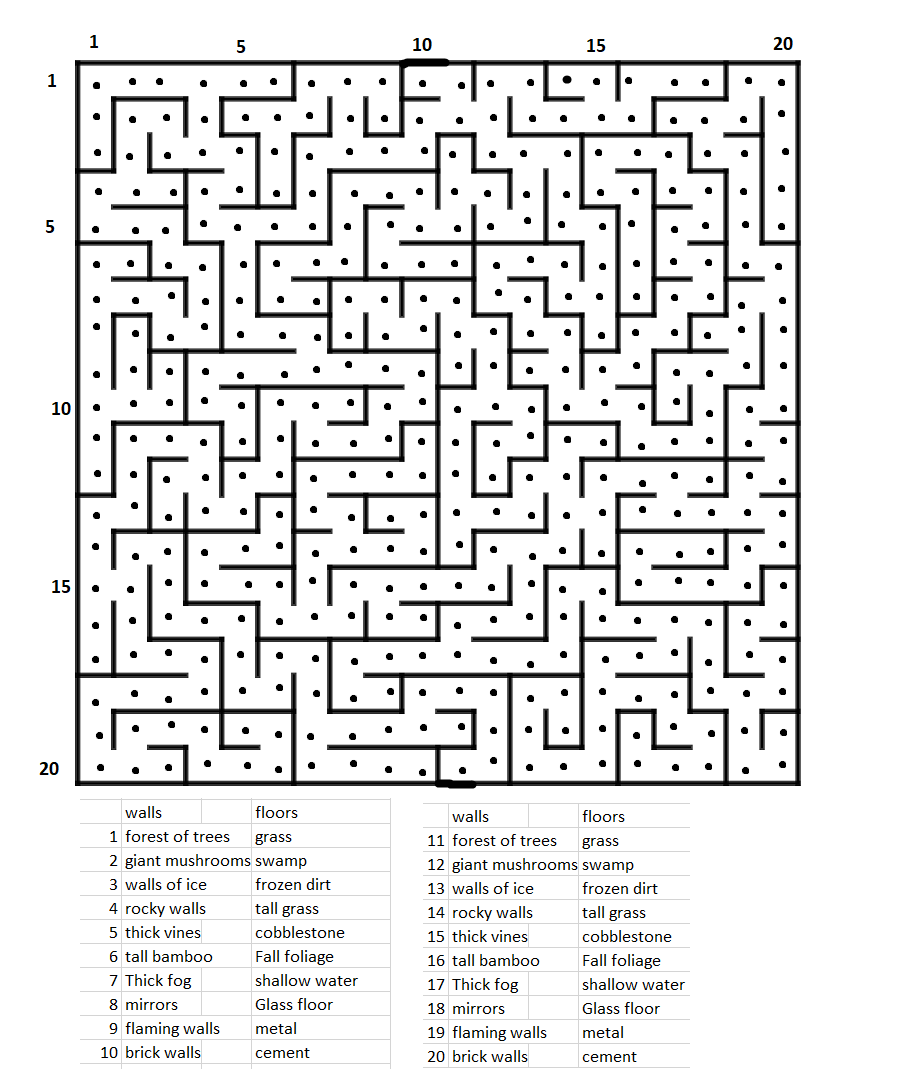 1 5 10 15 20
1
5
10
15
20
walls floors
1 forest of trees grass
2 giant mushrooms swamp
3 walls of ice frozen dirt
4 rocky walls tall grass
5 thick vines cobblestone
6 tall bamboo Fall foliage
7 Thick fog shallow water
8 mirrors Glass floor
9 flaming walls metal
10 brick walls cement
walls floors
11 forest of trees grass
12 giant mushrooms swamp
13 walls of ice frozen dirt
14 rocky walls tall grass
15 thick vines cobblestone
16 tall bamboo Fall foliage
17 Thick fog shallow water
18 mirrors Glass floor
19 flaming walls metal
20 brick walls cement